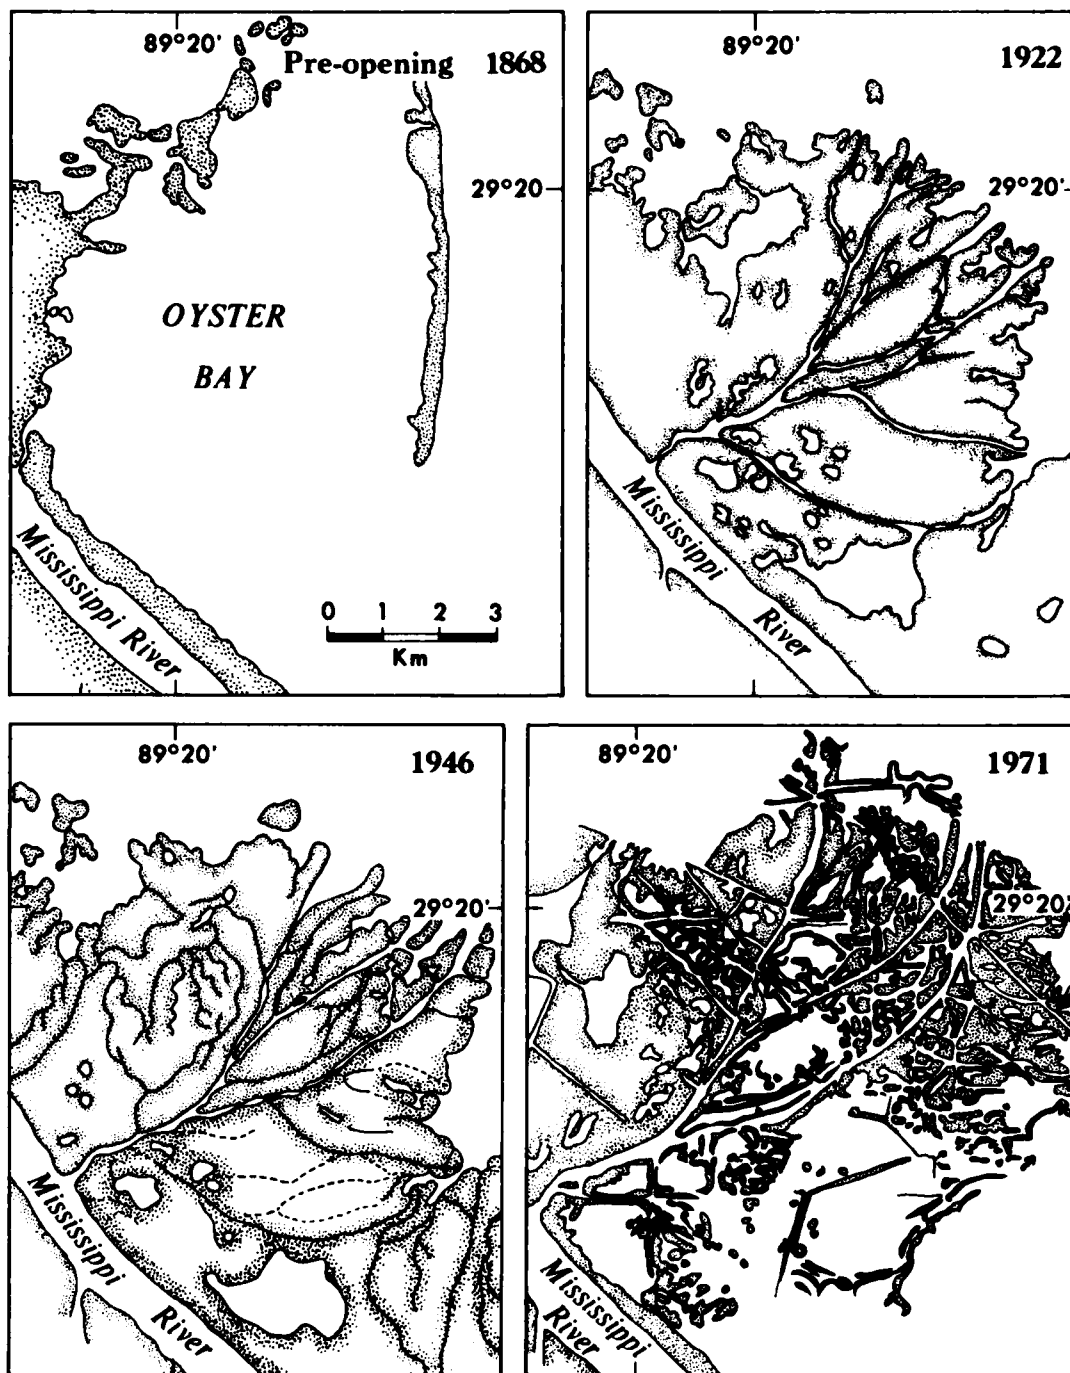 89°20'
Pre-opening 1868
29°20
OYSTER
BAY
Mississippi River
0 1 2 3
Km
89°20'
1922
29°20'
Mississippi
River
89°20'
1946
29°20'
Mississippi
River
89°20'
1971
29°20'
Mississippi
River